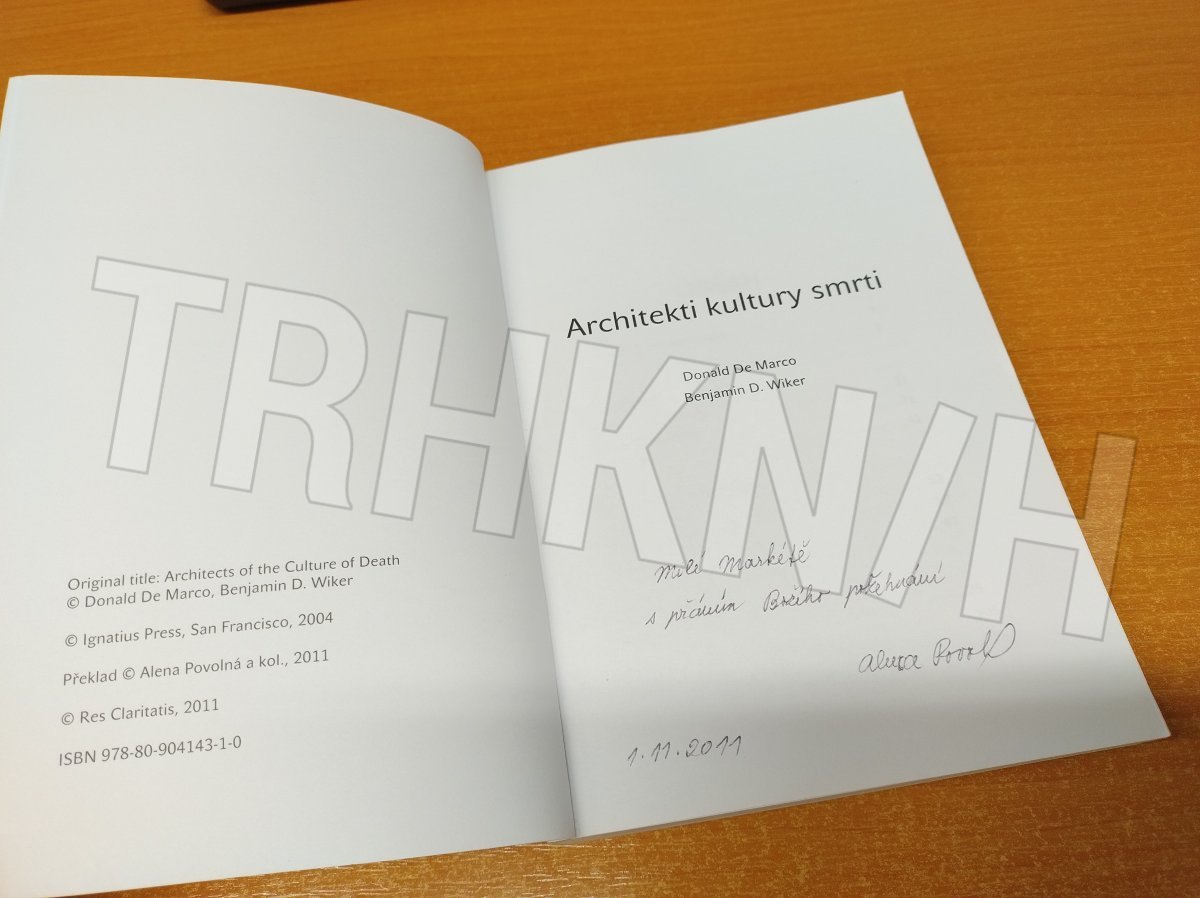 Original title: Architects of the Culture of Death
© Donald De Marco, Benjamin D. Wiker
© Ignatius Press, San Francisco, 2004
Překlad © Alena Povolná a kol., 2011
© Res Claritatis, 2011
ISBN 978-80-904143-1-0
Architekti kultury smrti
Donald De Marco
Benjamin D. Wiker
Milé Markétě
s přáním Božího požehnání
Alena
1.11.2011
TRHKN/H